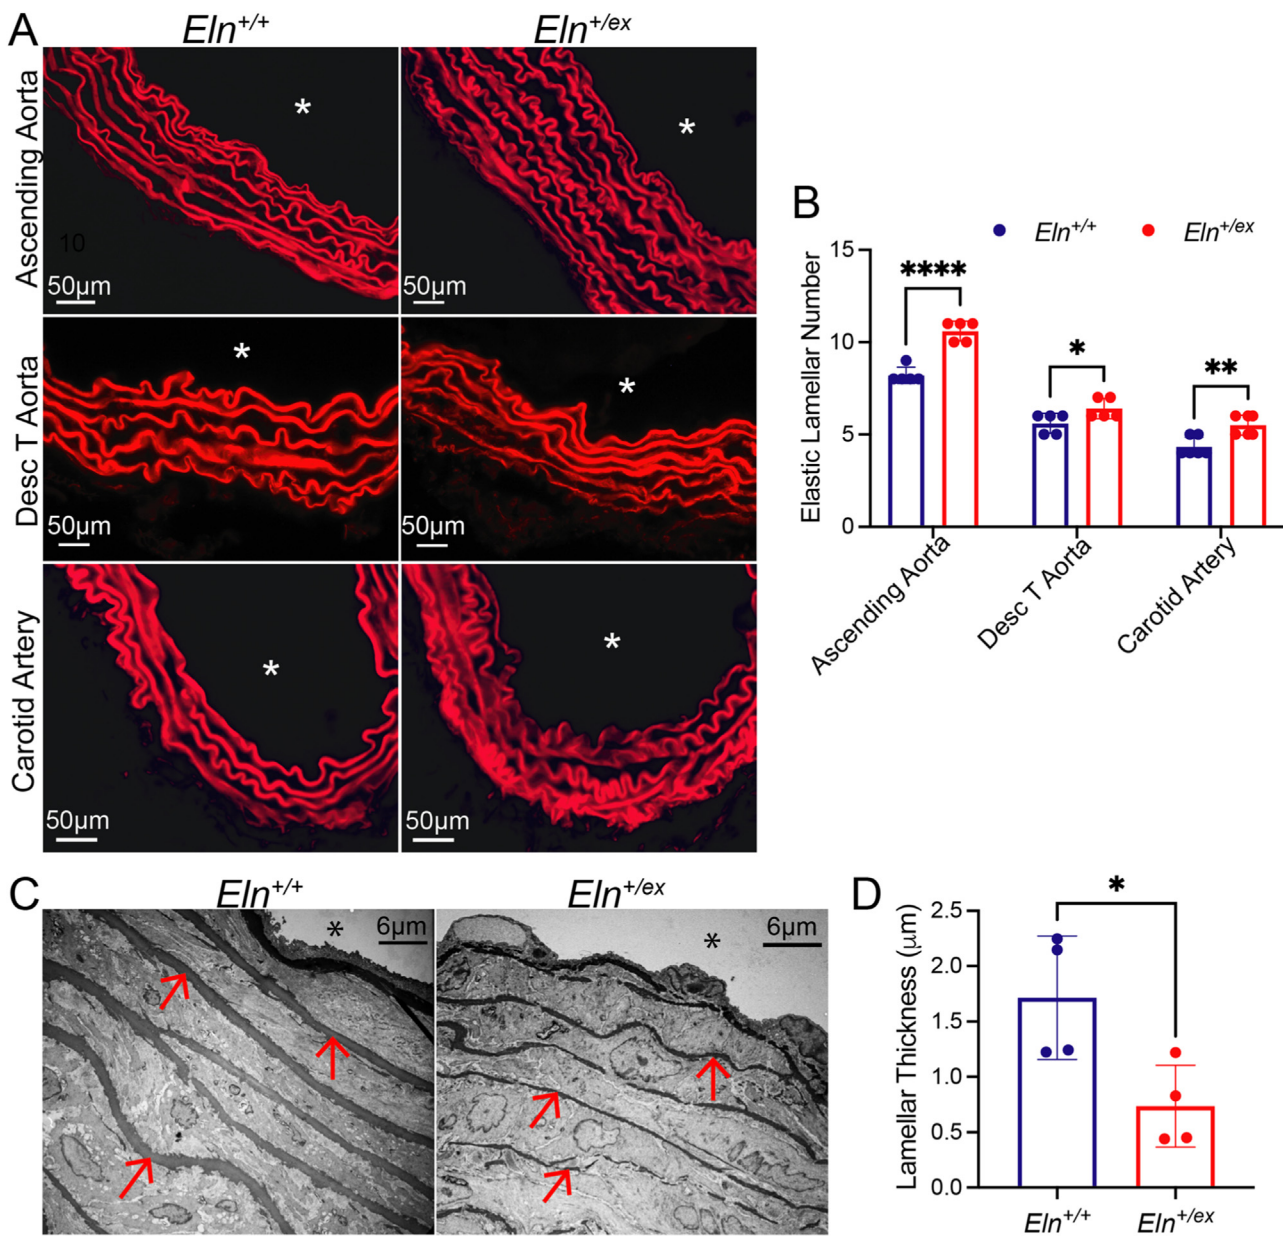 A
Eln+/+
Eln+/ex
Ascending Aorta
*
*
10
50µm
50µm
Desc T Aorta
*
*
50µm
50µm
Carotid Artery
*
*
50µm
50µm
B
Eln+/+
Eln+/ex
Elastic Lamellar Number
15
10
5
0
****
*
**
Ascending Aorta
Desc T Aorta
Carotid Artery
C
Eln+/+
Eln+/ex
*
6µm
*
6µm
D
*
Lamellar Thickness (µm)
2.5
2.0
1.5
1.0
0.5
0.0
Eln+/+
Eln+/ex